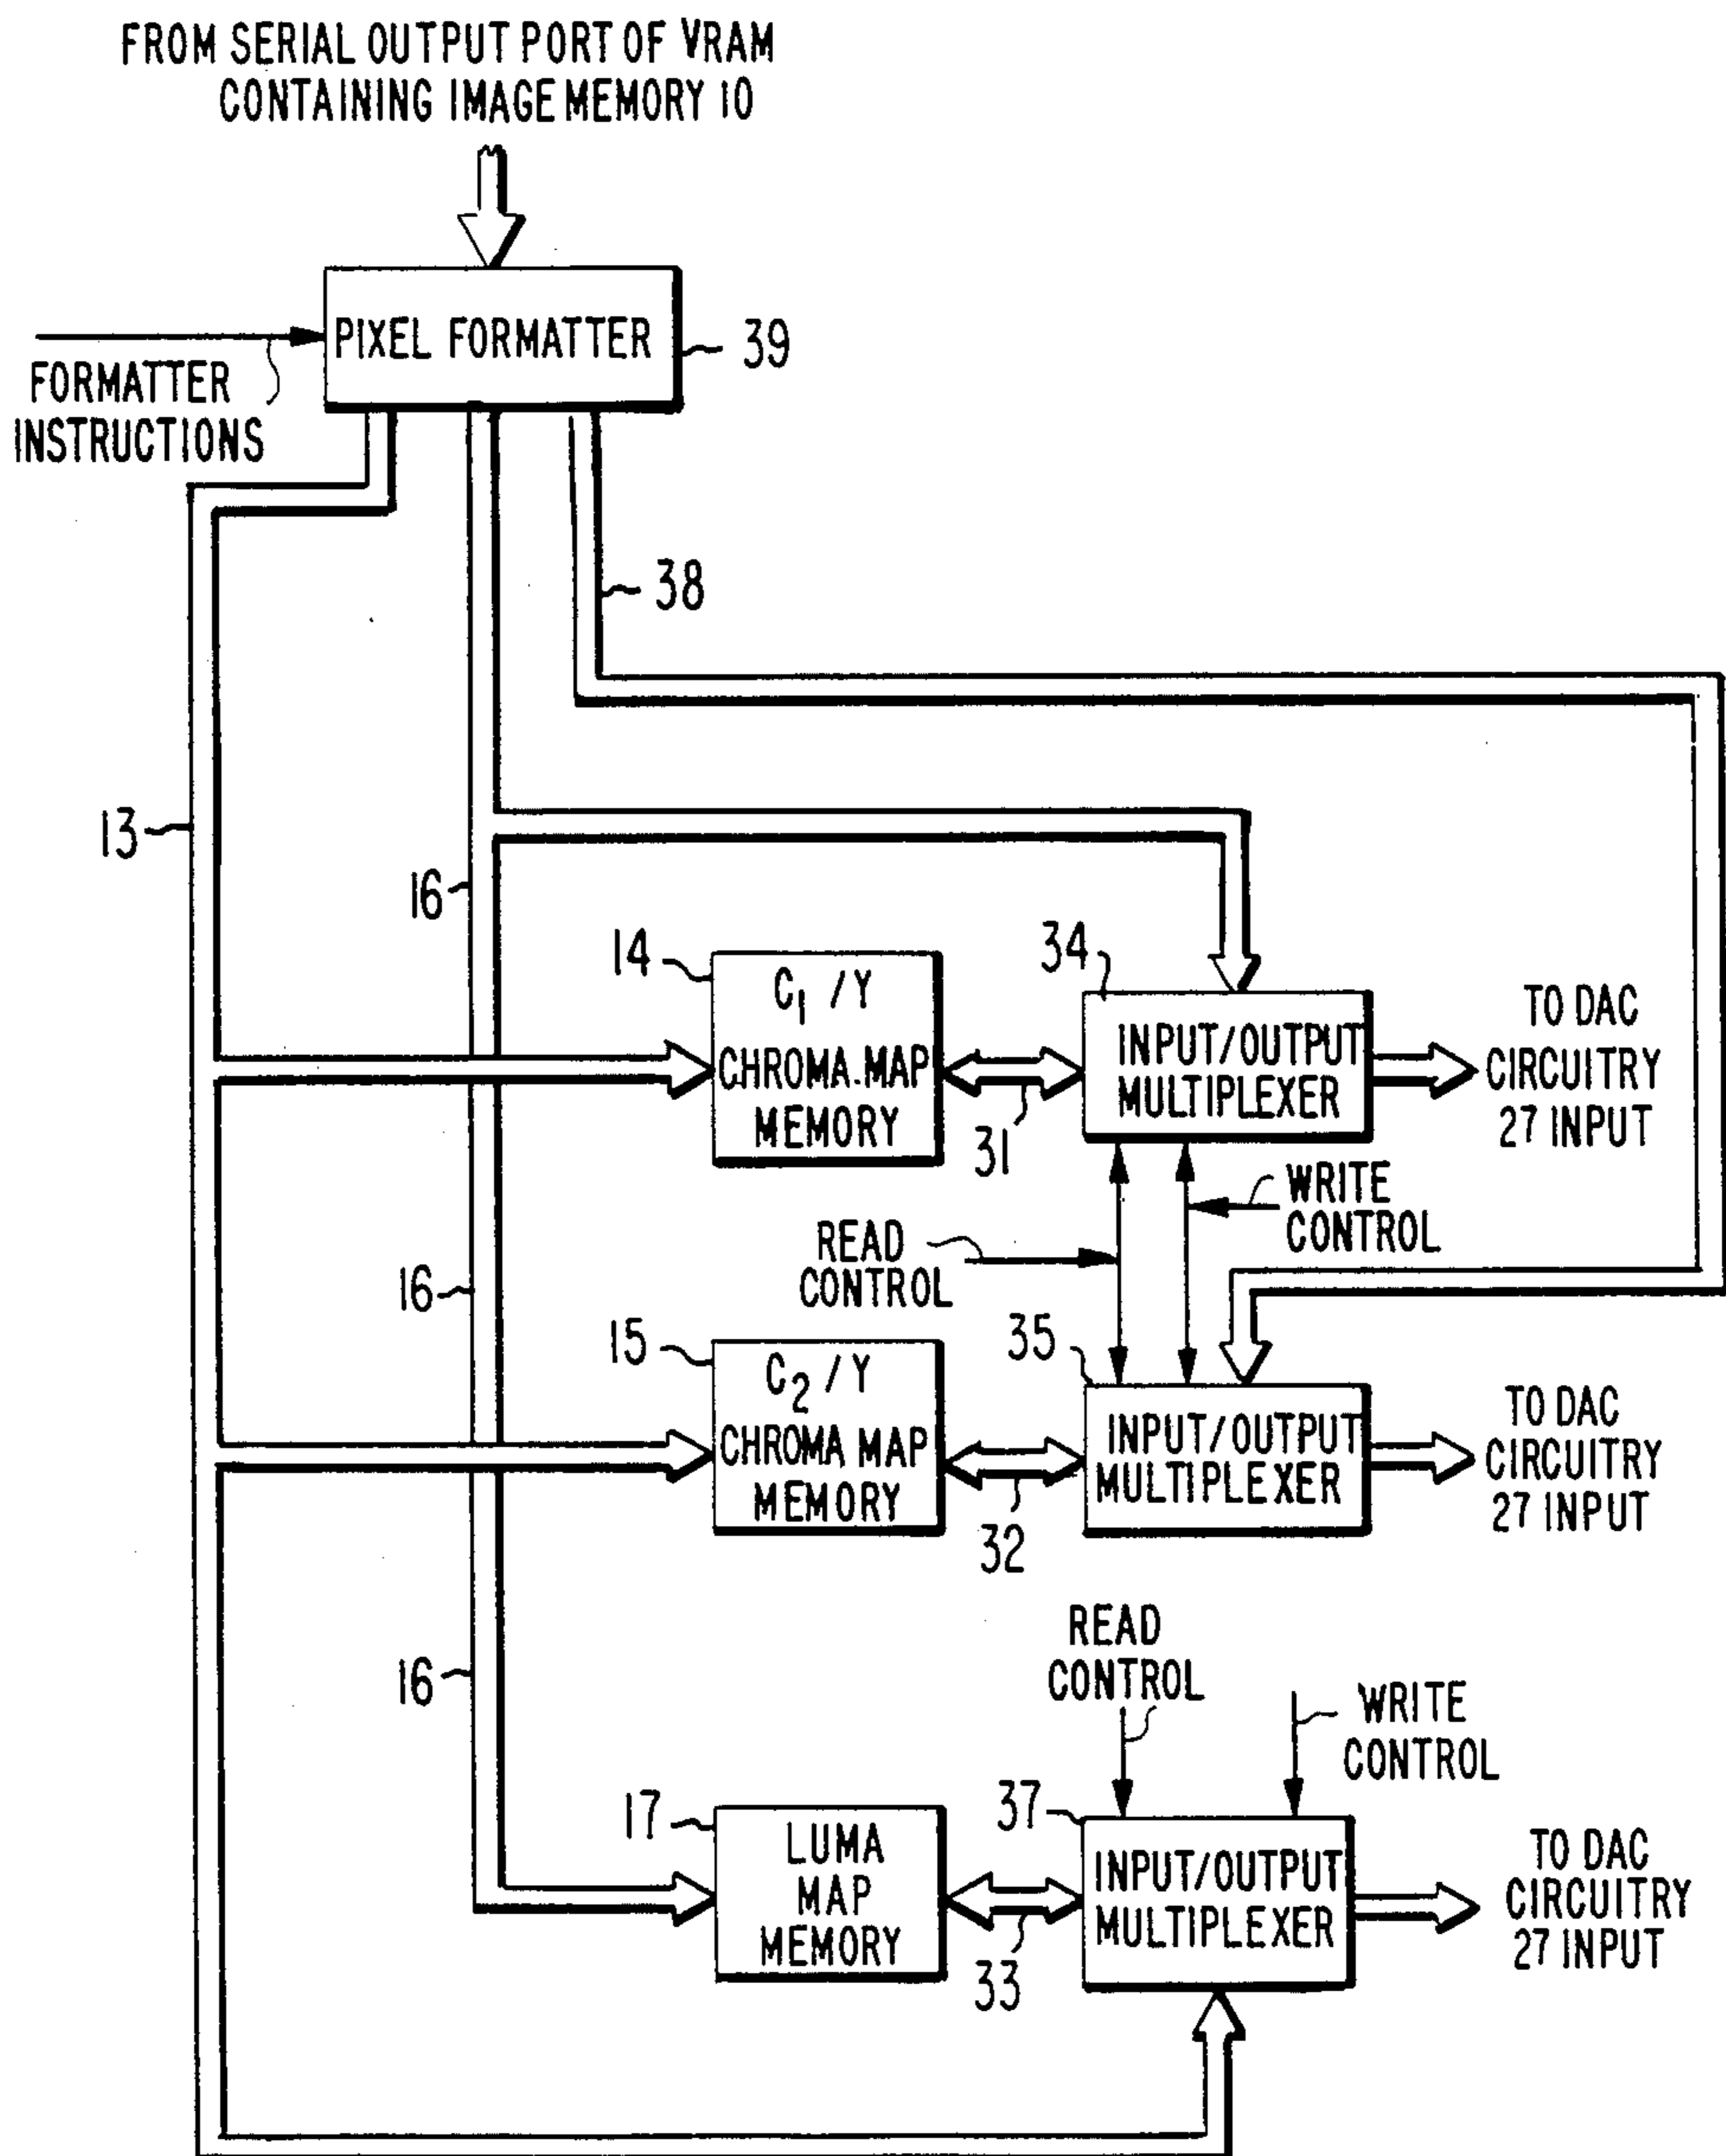 FROM SERIAL OUTPUT PORT OF VRAM
CONTAINING IMAGE MEMORY 10
PIXEL FORMATTER
39
FORMATTER
INSTRUCTIONS
38
13
16
14
C1 / Y
CHROMA MAP
MEMORY
31
34
INPUT/OUTPUT
MULTIPLEXER
TO DAC
CIRCUITRY
27 INPUT
WRITE
CONTROL
READ
CONTROL
16
15
C2 / Y
CHROMA MAP
MEMORY
32
35
INPUT/OUTPUT
MULTIPLEXER
TO DAC
CIRCUITRY
27 INPUT
READ
CONTROL
WRITE
CONTROL
16
17
LUMA
MAP
MEMORY
33
37
INPUT/OUTPUT
MULTIPLEXER
TO DAC
CIRCUITRY
27 INPUT